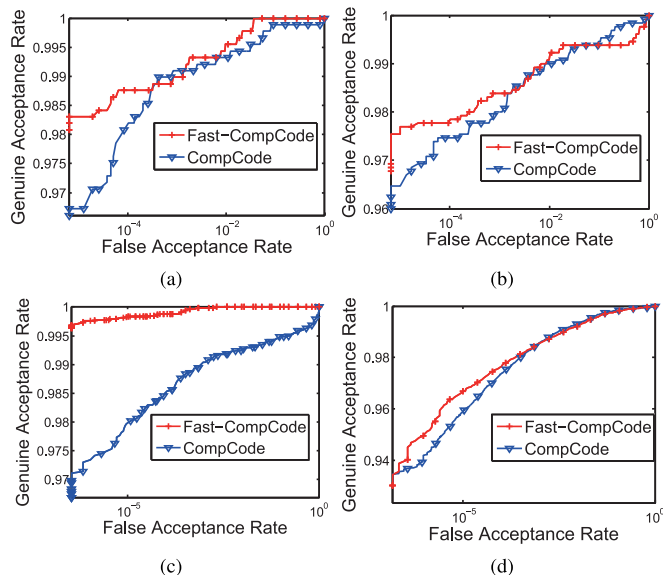 1
0.995
0.99
0.985
0.98
0.975
0.97
Genuine Acceptance Rate
Fast-CompCode
CompCode
10^-4
10^-2
10^0
False Acceptance Rate
(a)
1
0.99
0.98
0.97
0.96
Genuine Acceptance Rate
Fast-CompCode
CompCode
10^-4
10^-2
10^0
False Acceptance Rate
(b)
1
0.995
0.99
0.985
0.98
0.975
0.97
Genuine Acceptance Rate
Fast-CompCode
CompCode
10^-5
10^0
False Acceptance Rate
(c)
1
0.98
0.96
0.94
Genuine Acceptance Rate
Fast-CompCode
CompCode
10^-5
10^0
False Acceptance Rate
(d)